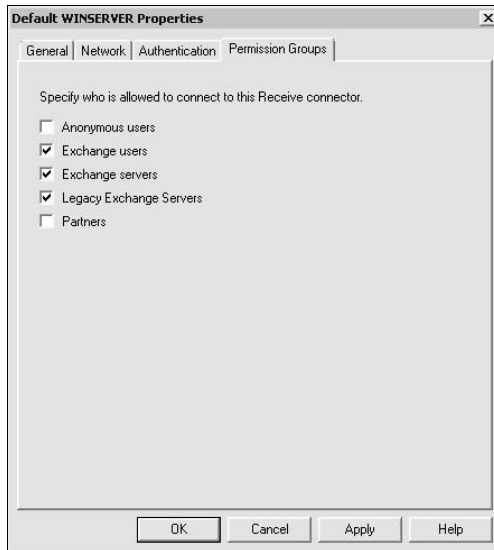 Default WINSERVER Properties
General Network Authentication Permission Groups
Specify who is allowed to connect to this Receive connector.
Anonymous users
Exchange users
Exchange servers
Legacy Exchange Servers
Partners
OK Cancel Apply Help